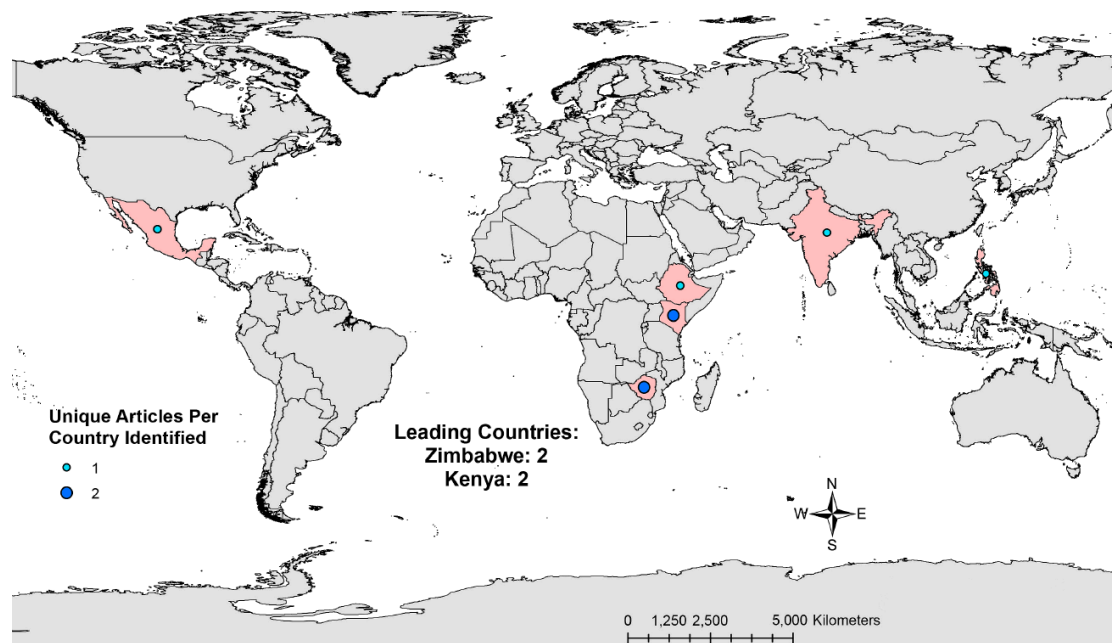 Unique Articles Per
Country Identified
1
2
Leading Countries:
Zimbabwe: 2
Kenya: 2
N
W E
S
0 1,250 2,500 5,000 Kilometers